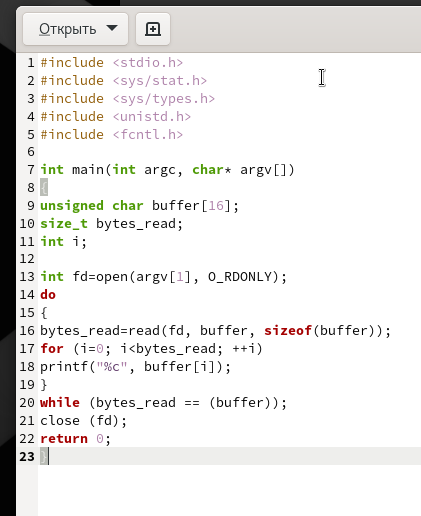 Открыть
1 #include <stdio.h>
2 #include <sys/stat.h>
3 #include <sys/types.h>
4 #include <unistd.h>
5 #include <fcntl.h>
6
7 int main(int argc, char* argv[])
8 {
9 unsigned char buffer[16];
10 size_t bytes_read;
11 int i;
12
13 int fd=open(argv[1], O_RDONLY);
14 do
15 {
16 bytes_read=read(fd, buffer, sizeof(buffer));
17 for (i=0; i<bytes_read; ++i)
18 printf("%c", buffer[i]);
19 }
20 while (bytes_read == (buffer));
21 close (fd);
22 return 0;
23 }